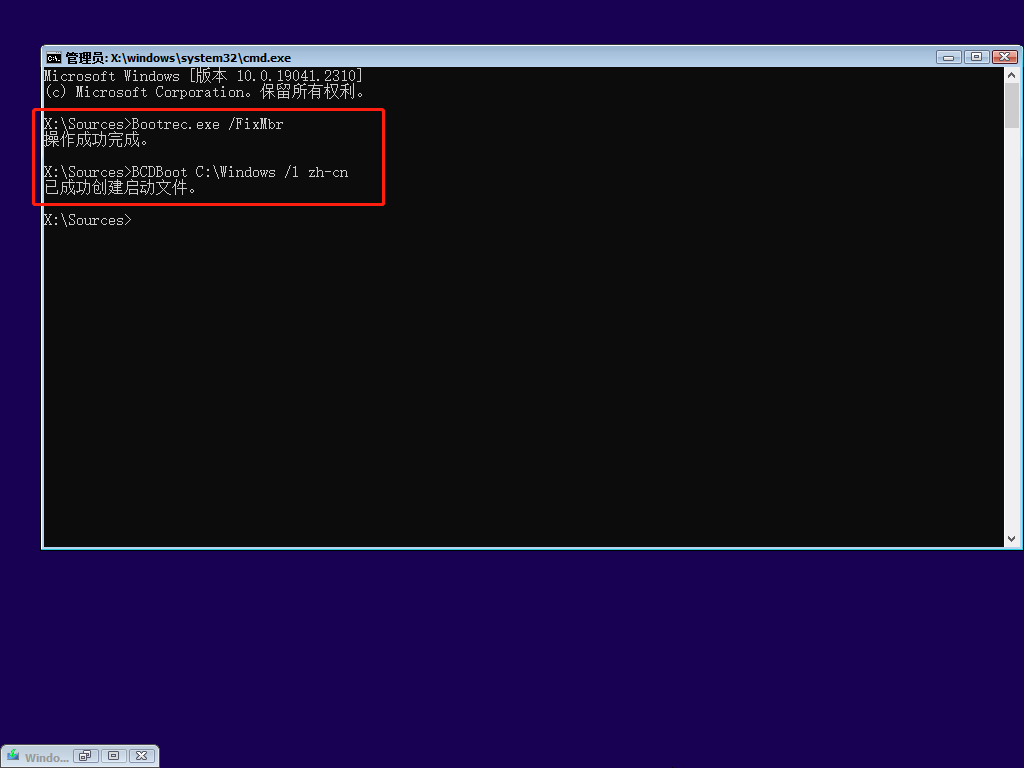 管理员: X:\windows\system32\cmd.exe
Microsoft Windows [版本 10.0.19041.2310]
(c) Microsoft Corporation。保留所有权利。
X:\Sources>Bootrec.exe /FixMbr
操作成功完成。
X:\Sources>BCDBoot C:\Windows /l zh-cn
已成功创建启动文件。
X:\Sources>
Windo...